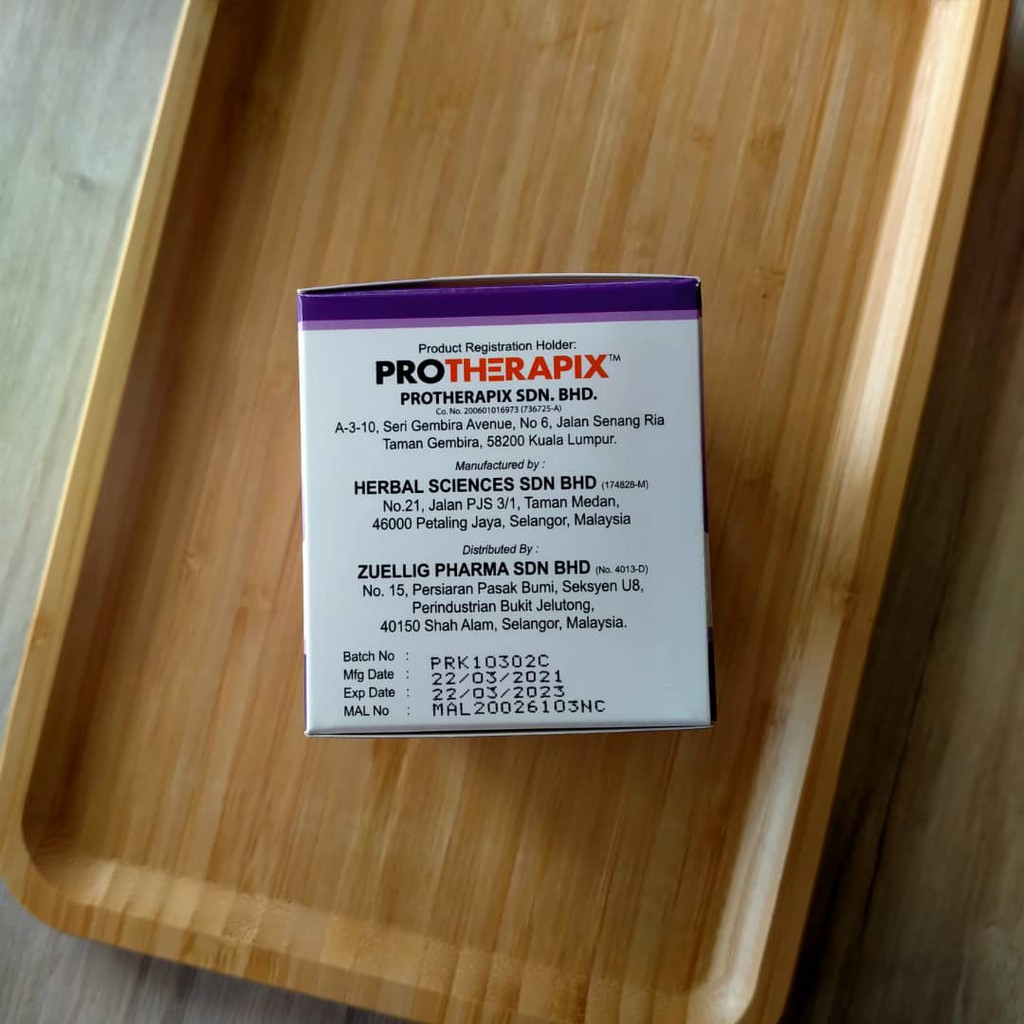 Product Registration Holder:
PROTHERAPIX™
PROTHERAPIX SDN. BHD.
Co. No. 200601016973 (736725-A)
A-3-10, Seri Gembira Avenue, No 6, Jalan Senang Ria
Taman Gembira, 58200 Kuala Lumpur.
Manufactured by :
HERBAL SCIENCES SDN BHD (174828-M)
No.21, Jalan PJS 3/1, Taman Medan,
46000 Petaling Jaya, Selangor, Malaysia
Distributed By :
ZUELLIG PHARMA SDN BHD (No. 4013-D)
No. 15, Persiaran Pasak Bumi, Seksyen U8,
Perindustrian Bukit Jelutong,
40150 Shah Alam, Selangor, Malaysia.
Batch No : PRK10302C
Mfg Date : 22/03/2021
Exp Date : 22/03/2023
MAL No : MAL20026103NC